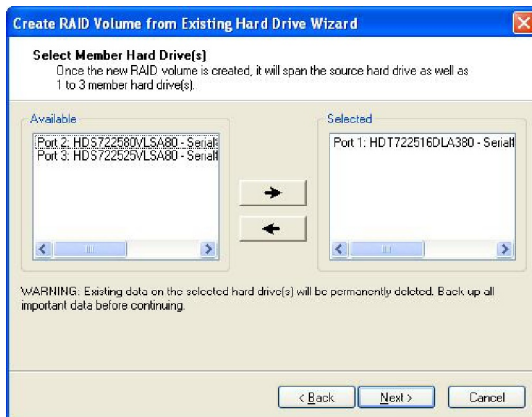 Create RAID Volume from Existing Hard Drive Wizard
Select Member Hard Drive(s)
Once the new RAID volume is created, it will span the source hard drive as well as
1 to 3 member hard drive(s).
Available
Selected
Port 2: HDS722580VLSA80 - Serial#
Port 3: HDS722525VLSA80 - Serial#
Port 1: HDT722516DLA380 - Serial#
WARNING: Existing data on the selected hard drive(s) will be permanently deleted. Back up all
important data before continuing.
< Back
Next >
Cancel